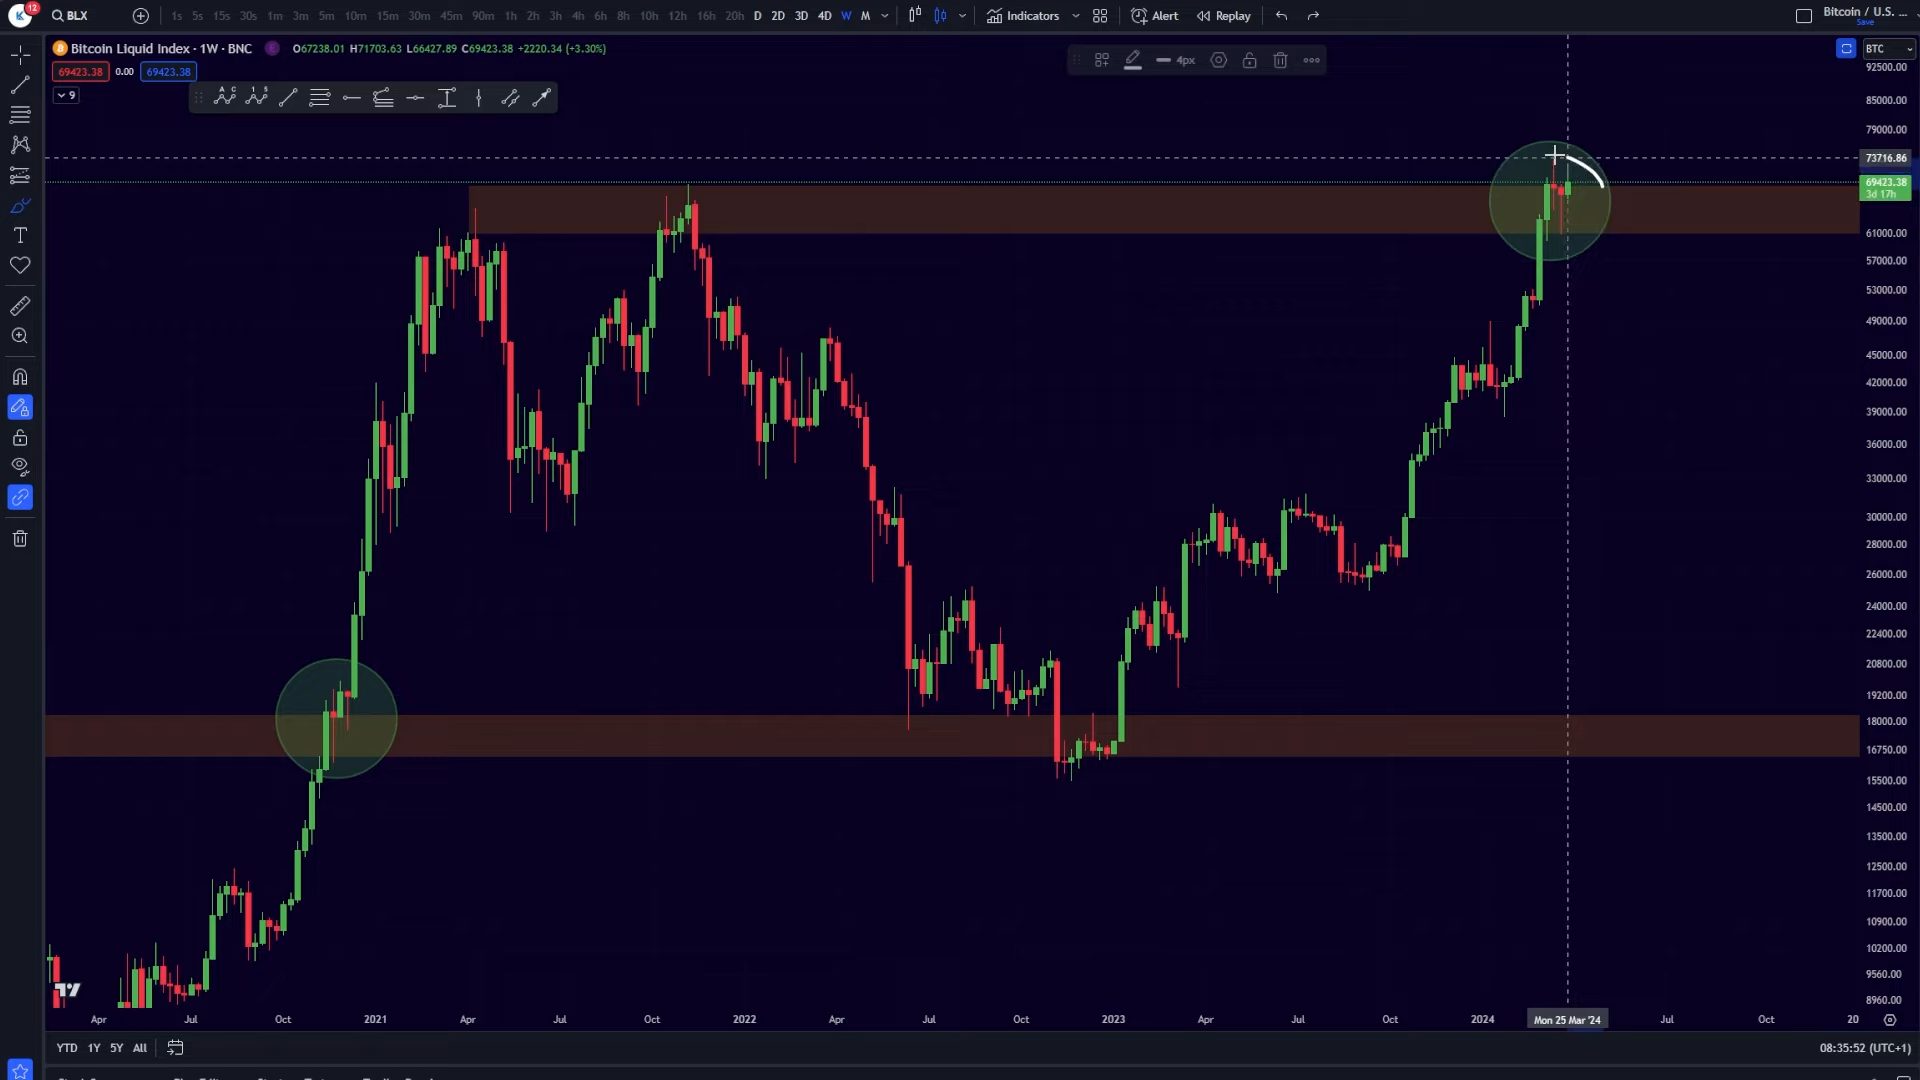 12
BLX
1s 5s 15s 30s 1m 3m 5m 10m 15m 30m 45m 90m 1h 2h 3h 4h 6h 8h 10h 12h 16h 20h D 2D 3D 4D W M
Indicators
Alert
Replay
Bitcoin / U.S. ...
Save
Bitcoin Liquid Index · 1W · BNC
E
O67238.01 H71703.63 L66427.89 C69423.38 +2220.34 (+3.30%)
69423.38 0.00 69423.38
9
4px
BTC
92500.00
85000.00
79000.00
73716.86
69423.38
3d 17h
61000.00
57000.00
53000.00
49000.00
45000.00
42000.00
39000.00
36000.00
33000.00
30000.00
28000.00
26000.00
24000.00
22400.00
20800.00
19200.00
18000.00
16750.00
15500.00
14500.00
13500.00
12500.00
11700.00
10900.00
10200.00
9560.00
8960.00
Apr Jul Oct 2021 Apr Jul Oct 2022 Apr Jul Oct 2023 Apr Jul Oct 2024 Mon 25 Mar '24 Jul Oct 20
YTD 1Y 5Y All
08:35:52 (UTC+1)